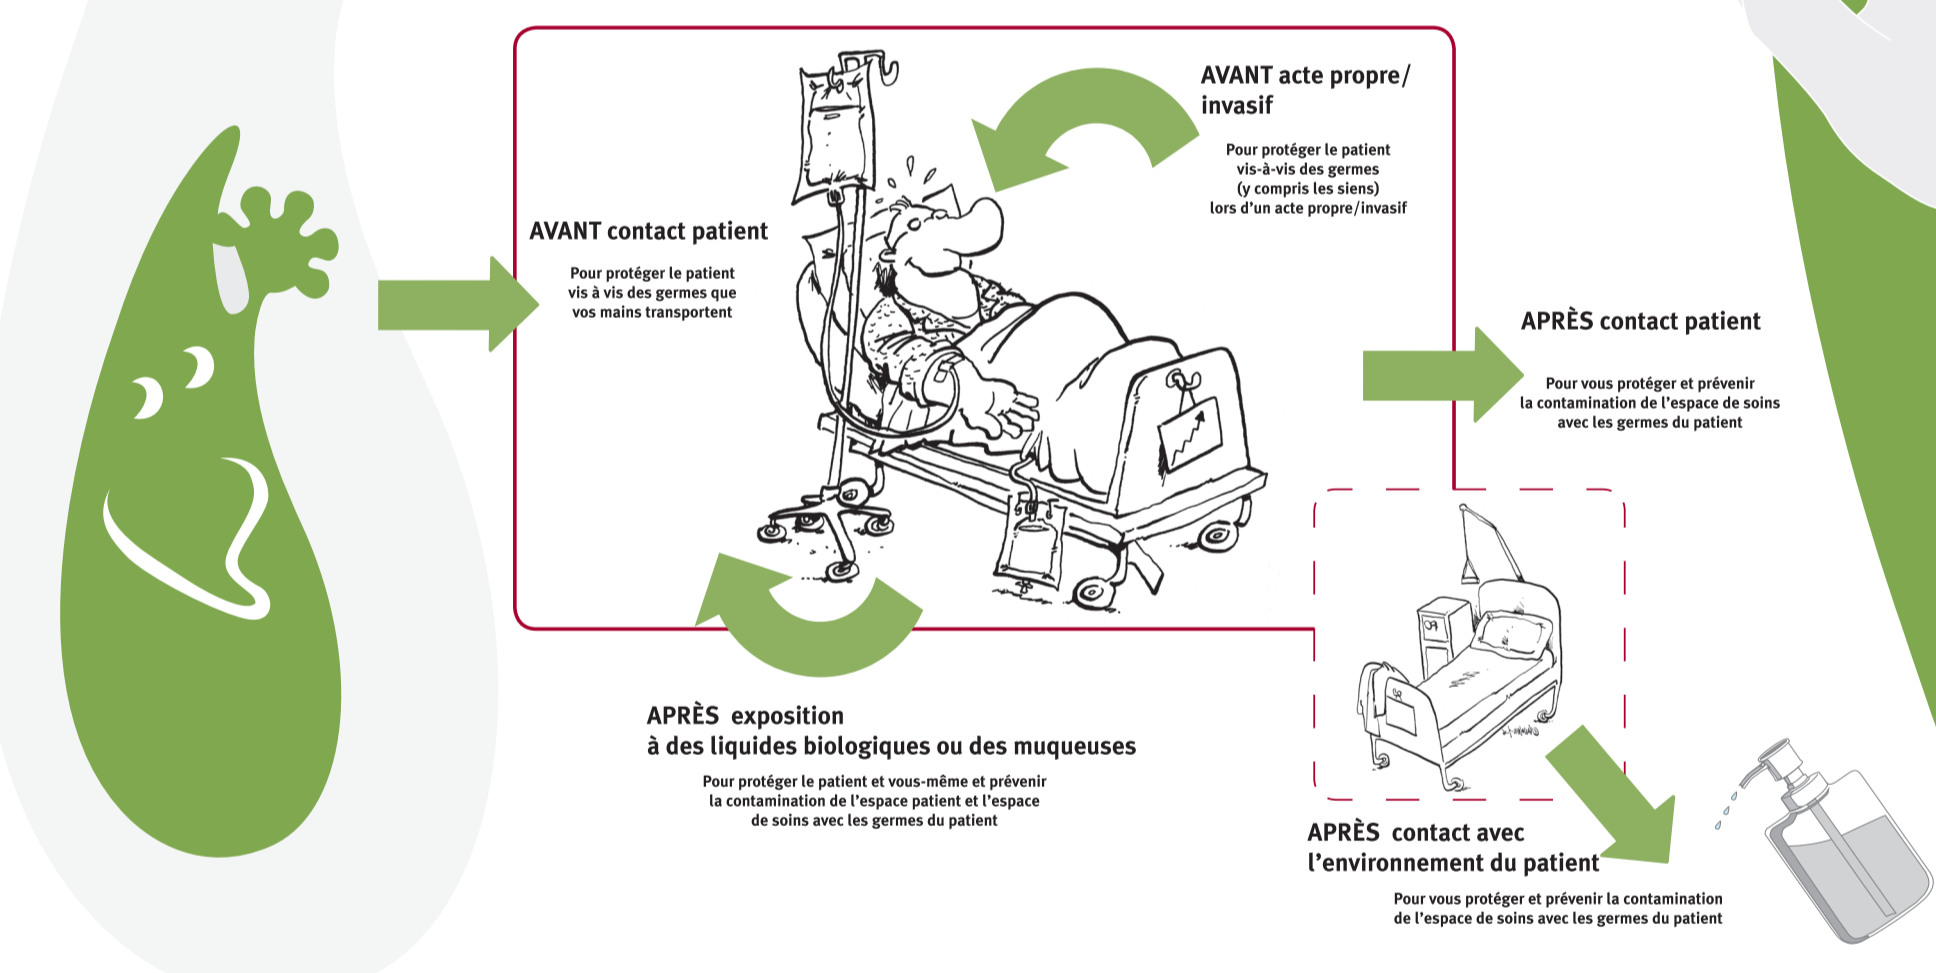 AVANT contact patient
Pour protéger le patient
vis à vis des germes que
vos mains transportent
AVANT acte propre/
invasif
Pour protéger le patient
vis-à-vis des germes
(y compris les siens)
lors d'un acte propre/invasif
APRÈS contact patient
Pour vous protéger et prévenir
la contamination de l'espace de soins
avec les germes du patient
APRÈS exposition
à des liquides biologiques ou des muqueuses
Pour protéger le patient et vous-même et prévenir
la contamination de l'espace patient et l'espace
de soins avec les germes du patient
APRÈS contact avec
l'environnement du patient
Pour vous protéger et prévenir la contamination
de l'espace de soins avec les germes du patient